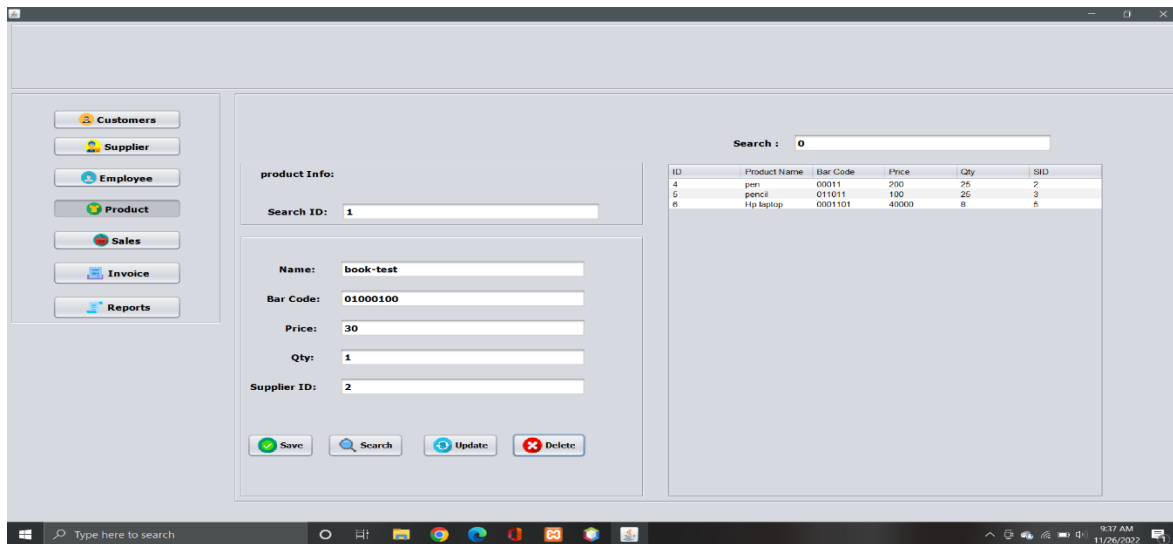 Customers
Supplier
Employee
Product
Sales
Invoice
Reports
product Info:
Search ID: 1
Name: book-test
Bar Code: 01000100
Price: 30
Qty: 1
Supplier ID: 2
Save Search Update Delete
Search : 0
ID Product Name Bar Code Price Qty SID
4 pen 00011 200 25 2
5 pencil 011011 100 25 3
6 Hp laptop 0001101 40000 8 5
Type here to search
9:37 AM
11/26/2022